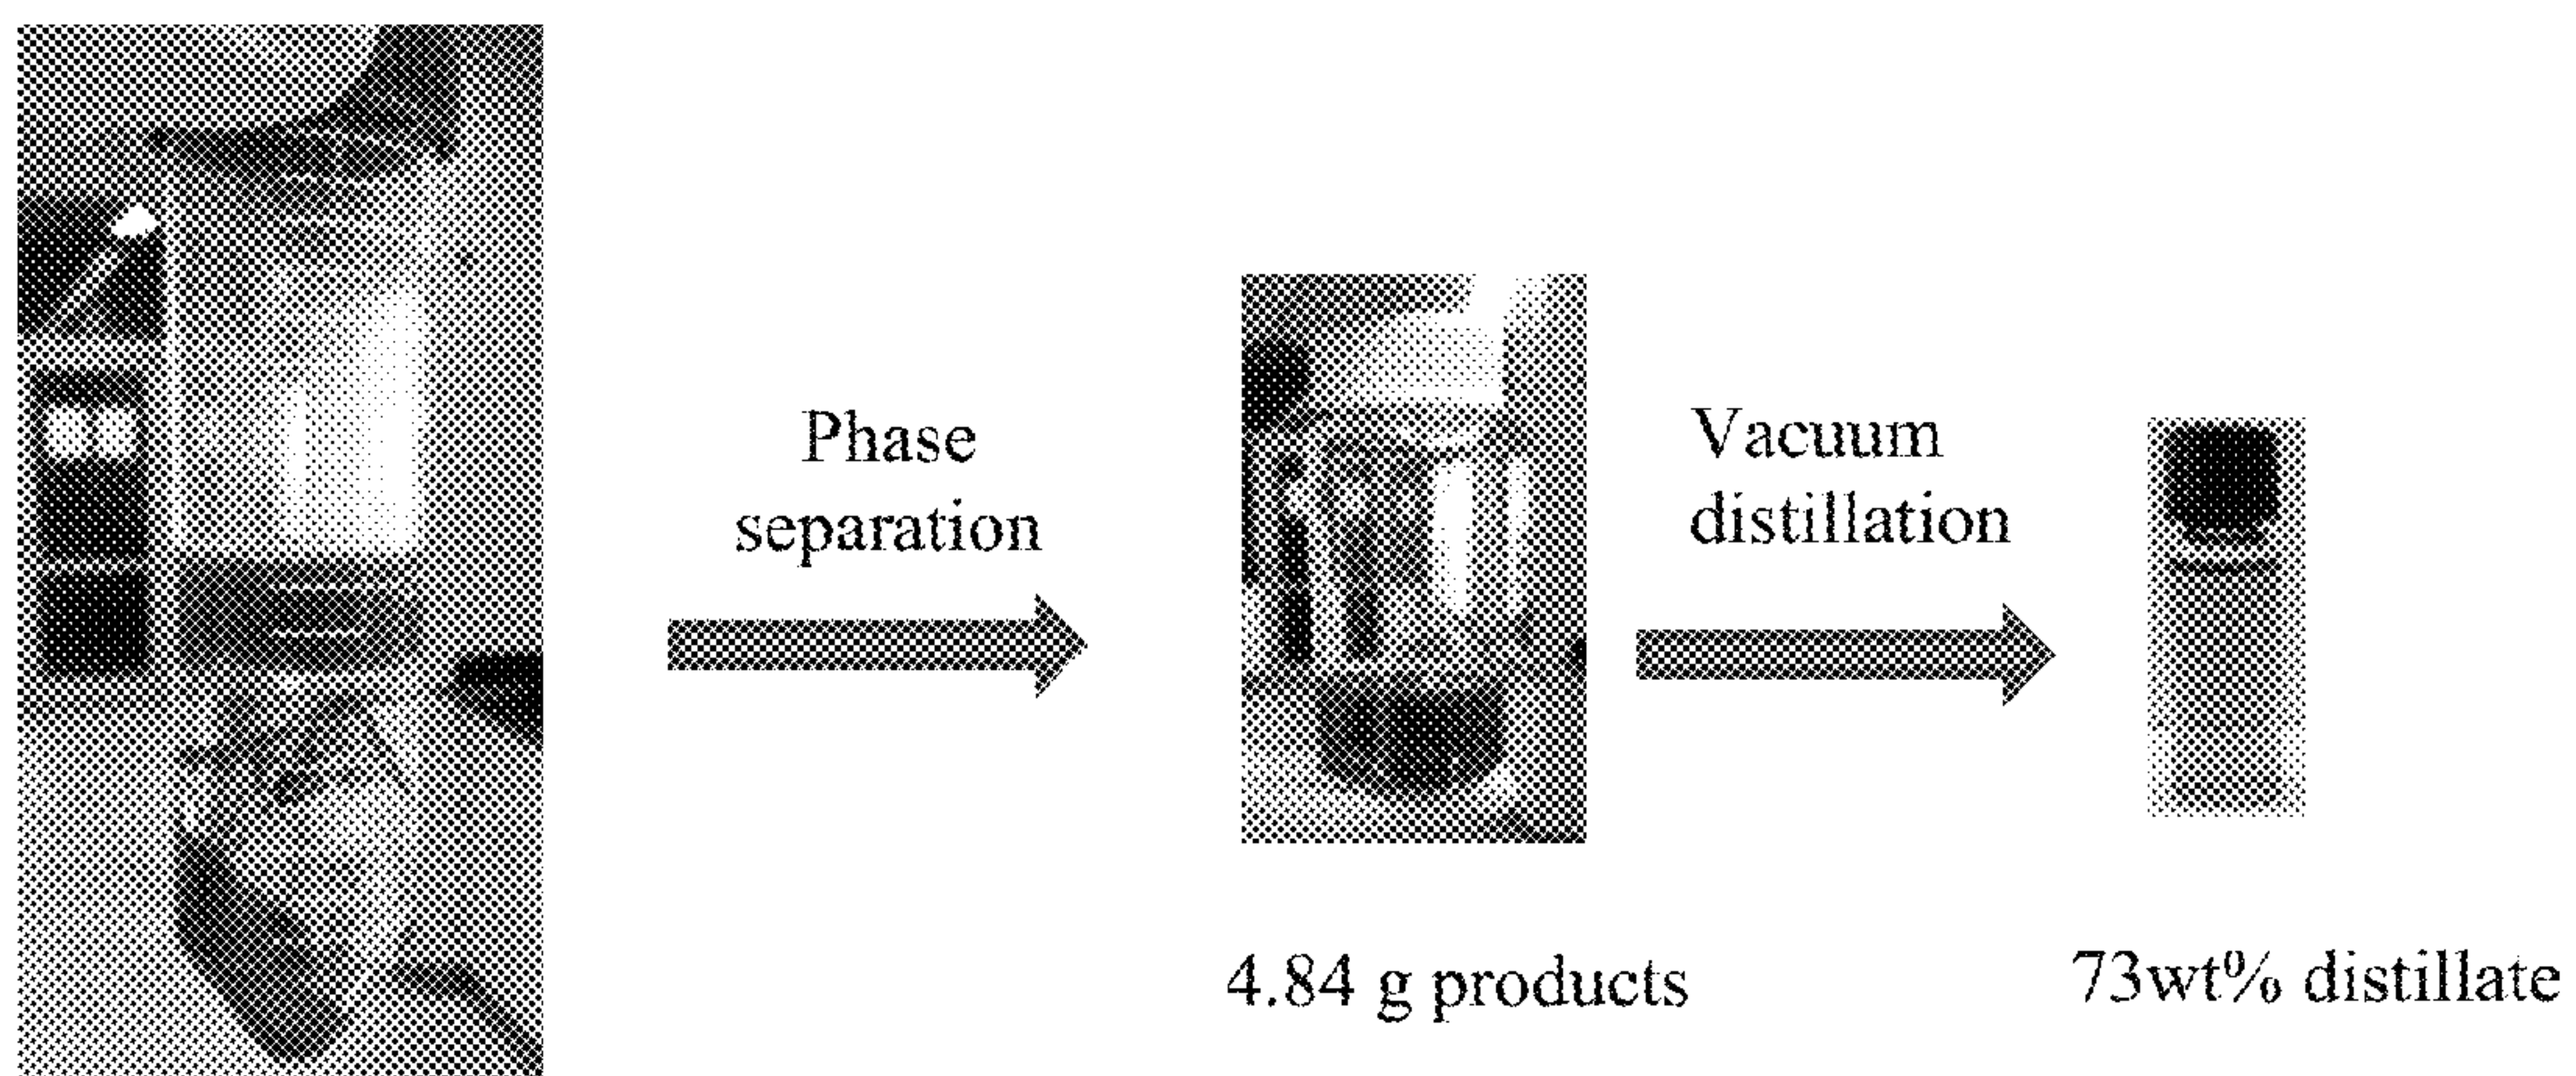 Phase
separation
Vacuum
distillation
4.84 g products
73wt% distillate